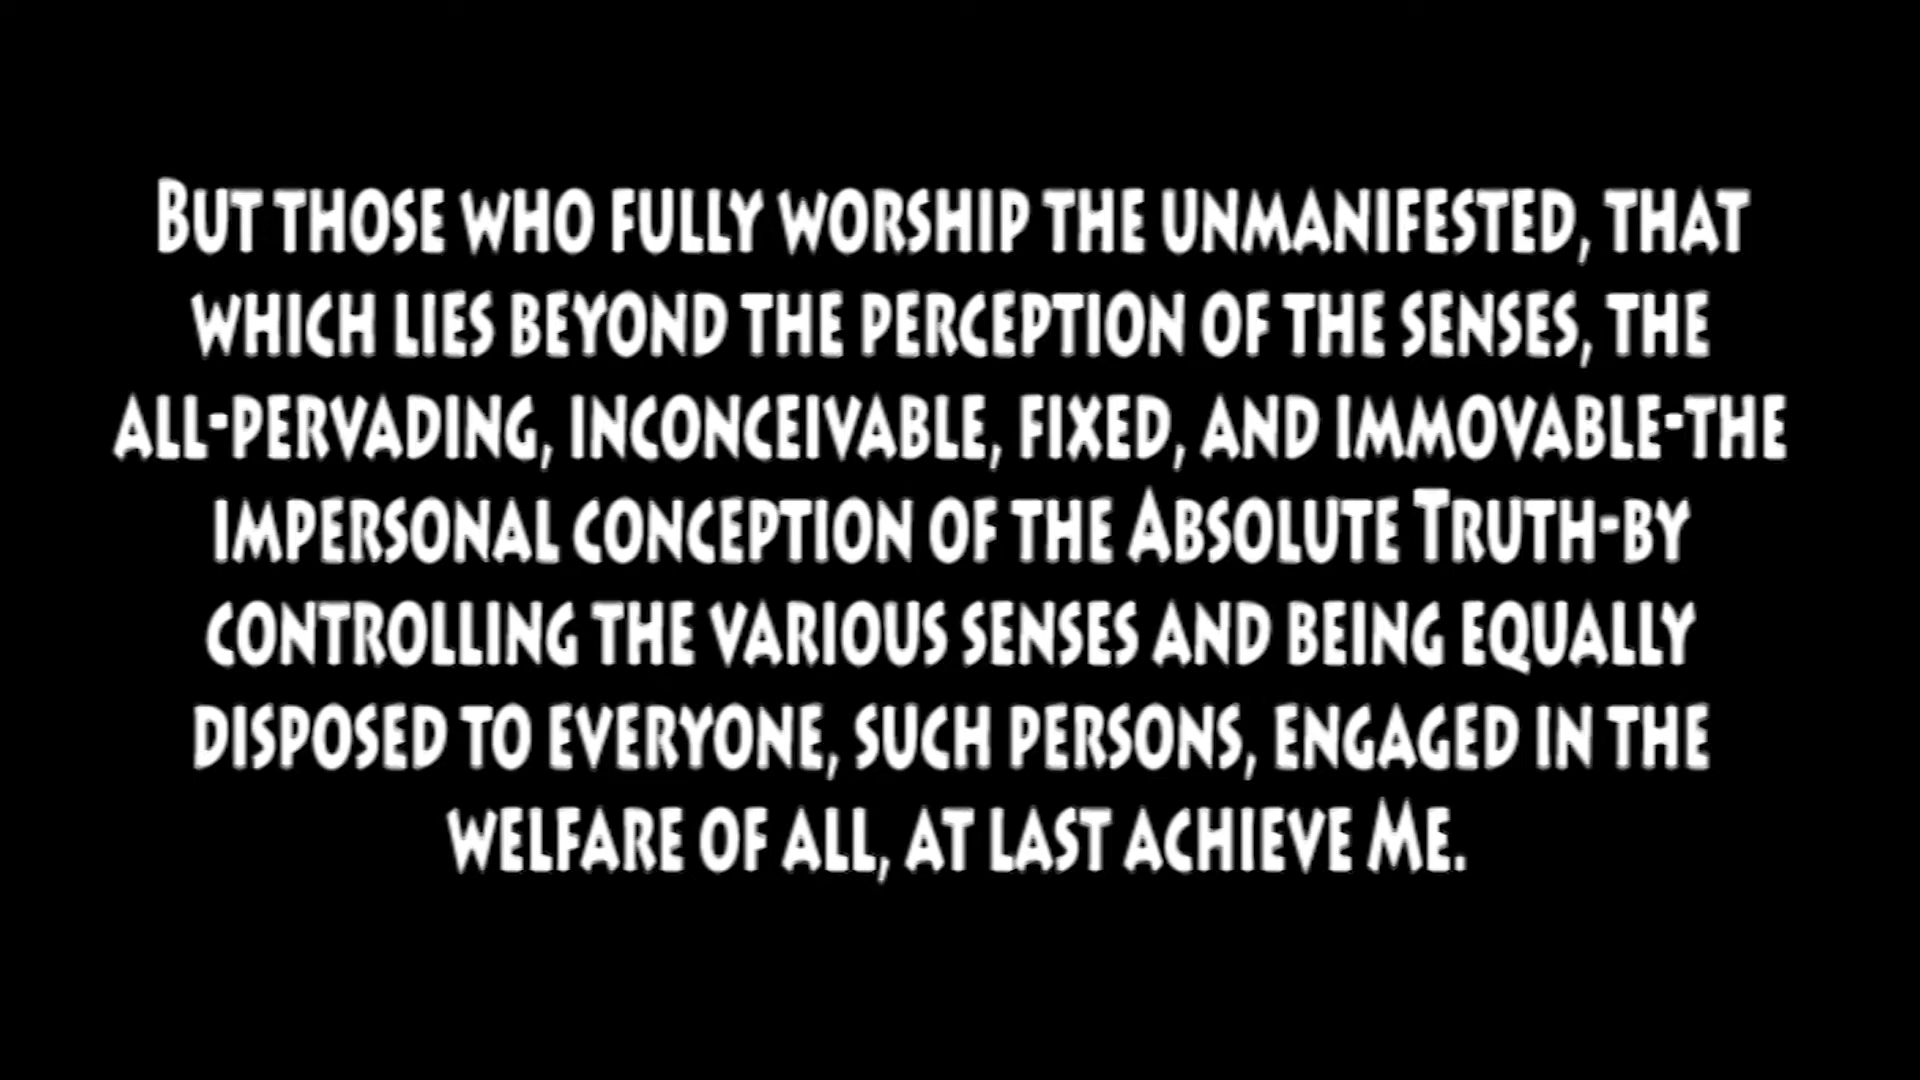 But those who fully worship the unmanifested, that
which lies beyond the perception of the senses, the
all-pervading, inconceivable, fixed, and immovable-the
impersonal conception of the Absolute Truth-by
controlling the various senses and being equally
disposed to everyone, such persons, engaged in the
welfare of all, at last achieve Me.